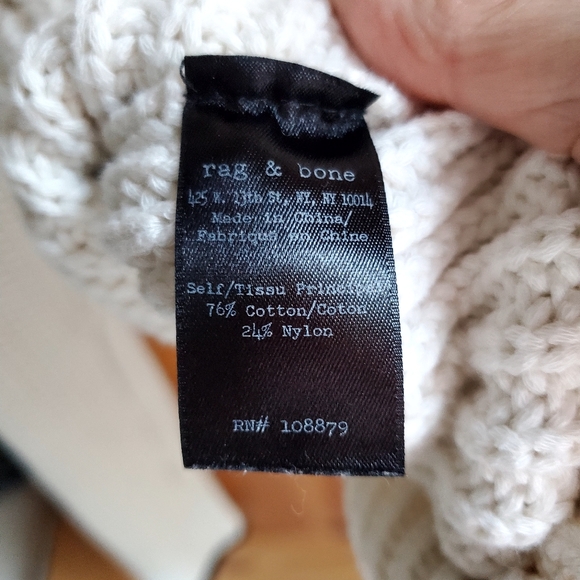 rag & bone
425 W. 13th St, NY, NY 10014
Made in China/
Fabriqué en Chine
Self/Tissu
76% Cotton/Coton
24% Nylon
RN# 108879